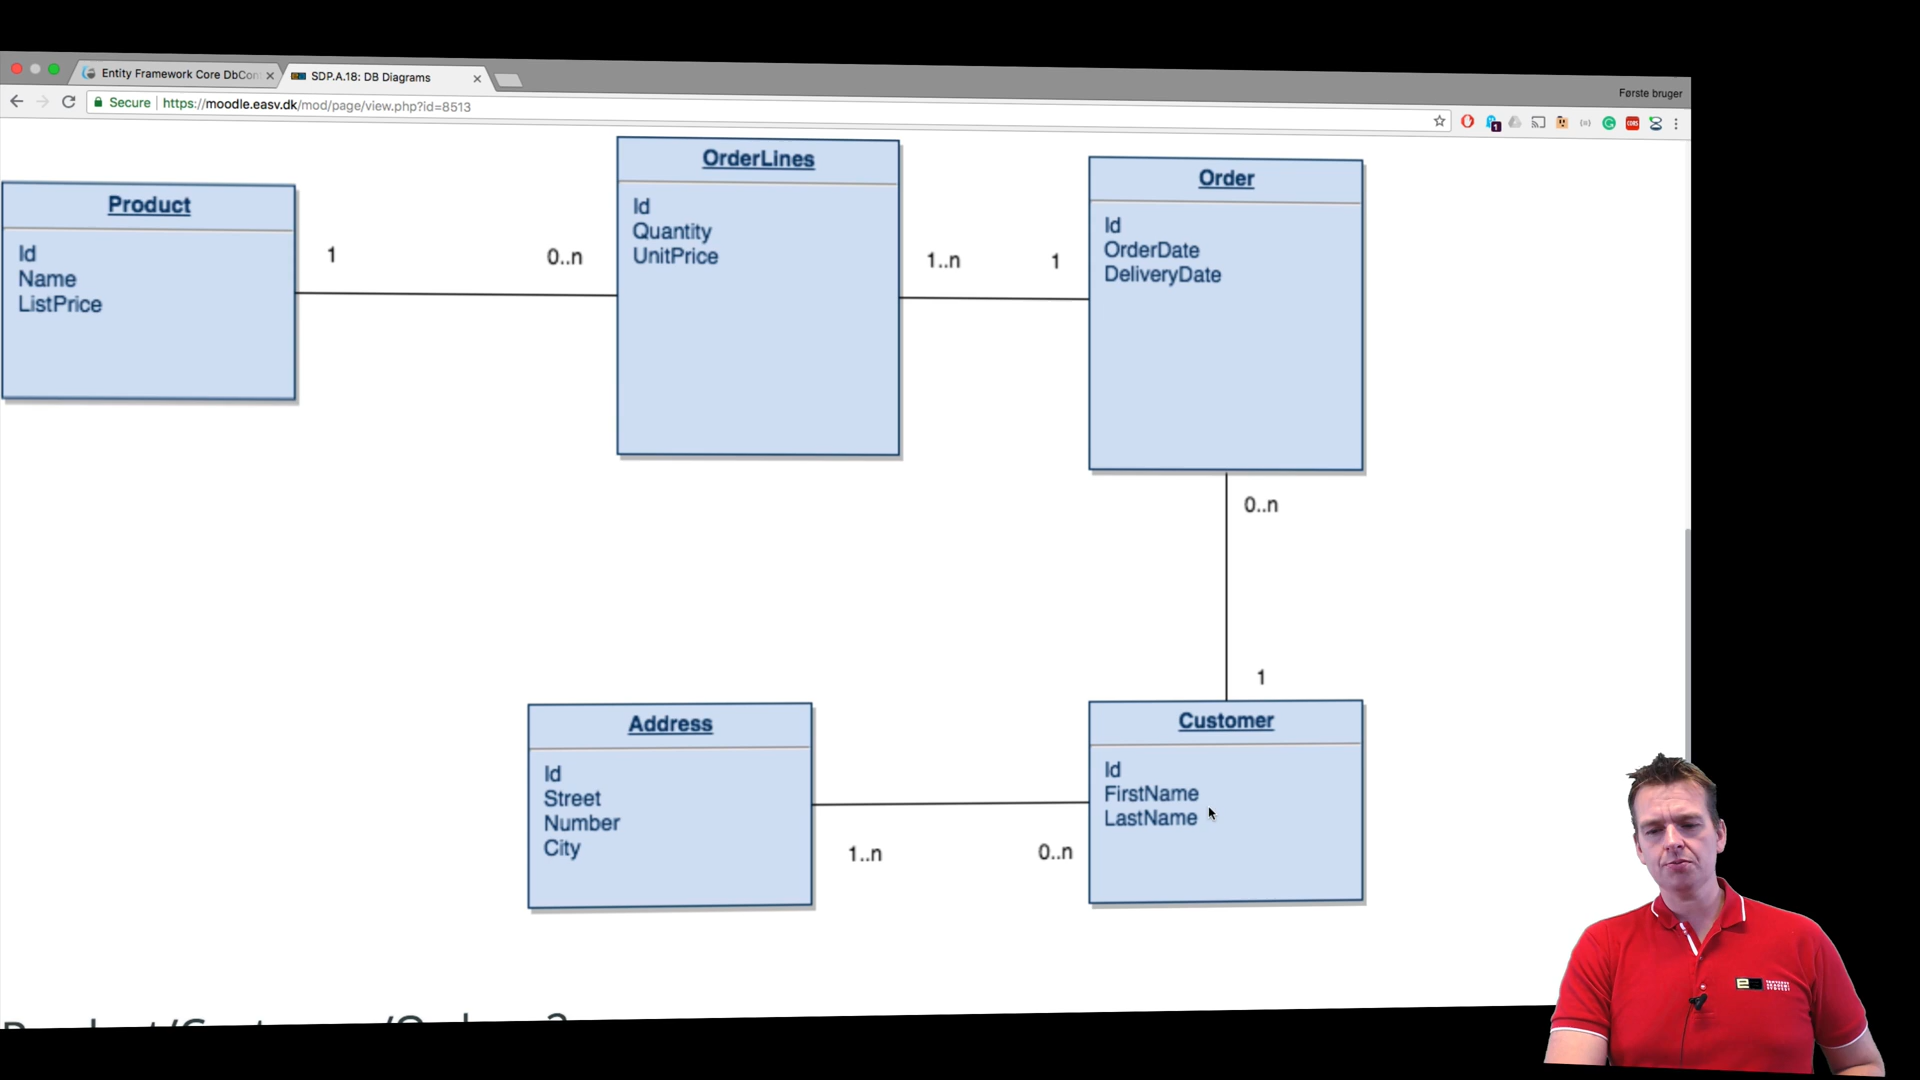 Entity Framework Core DbCon
SDP.A.18: DB Diagrams
Første bruger
Secure
https://moodle.easv.dk/mod/page/view.php?id=8513
1
CORS
Product
Id
Name
ListPrice
1
0..n
OrderLines
Id
Quantity
UnitPrice
1..n
1
Order
Id
OrderDate
DeliveryDate
0..n
1
Address
Id
Street
Number
City
1..n
0..n
Customer
Id
FirstName
LastName